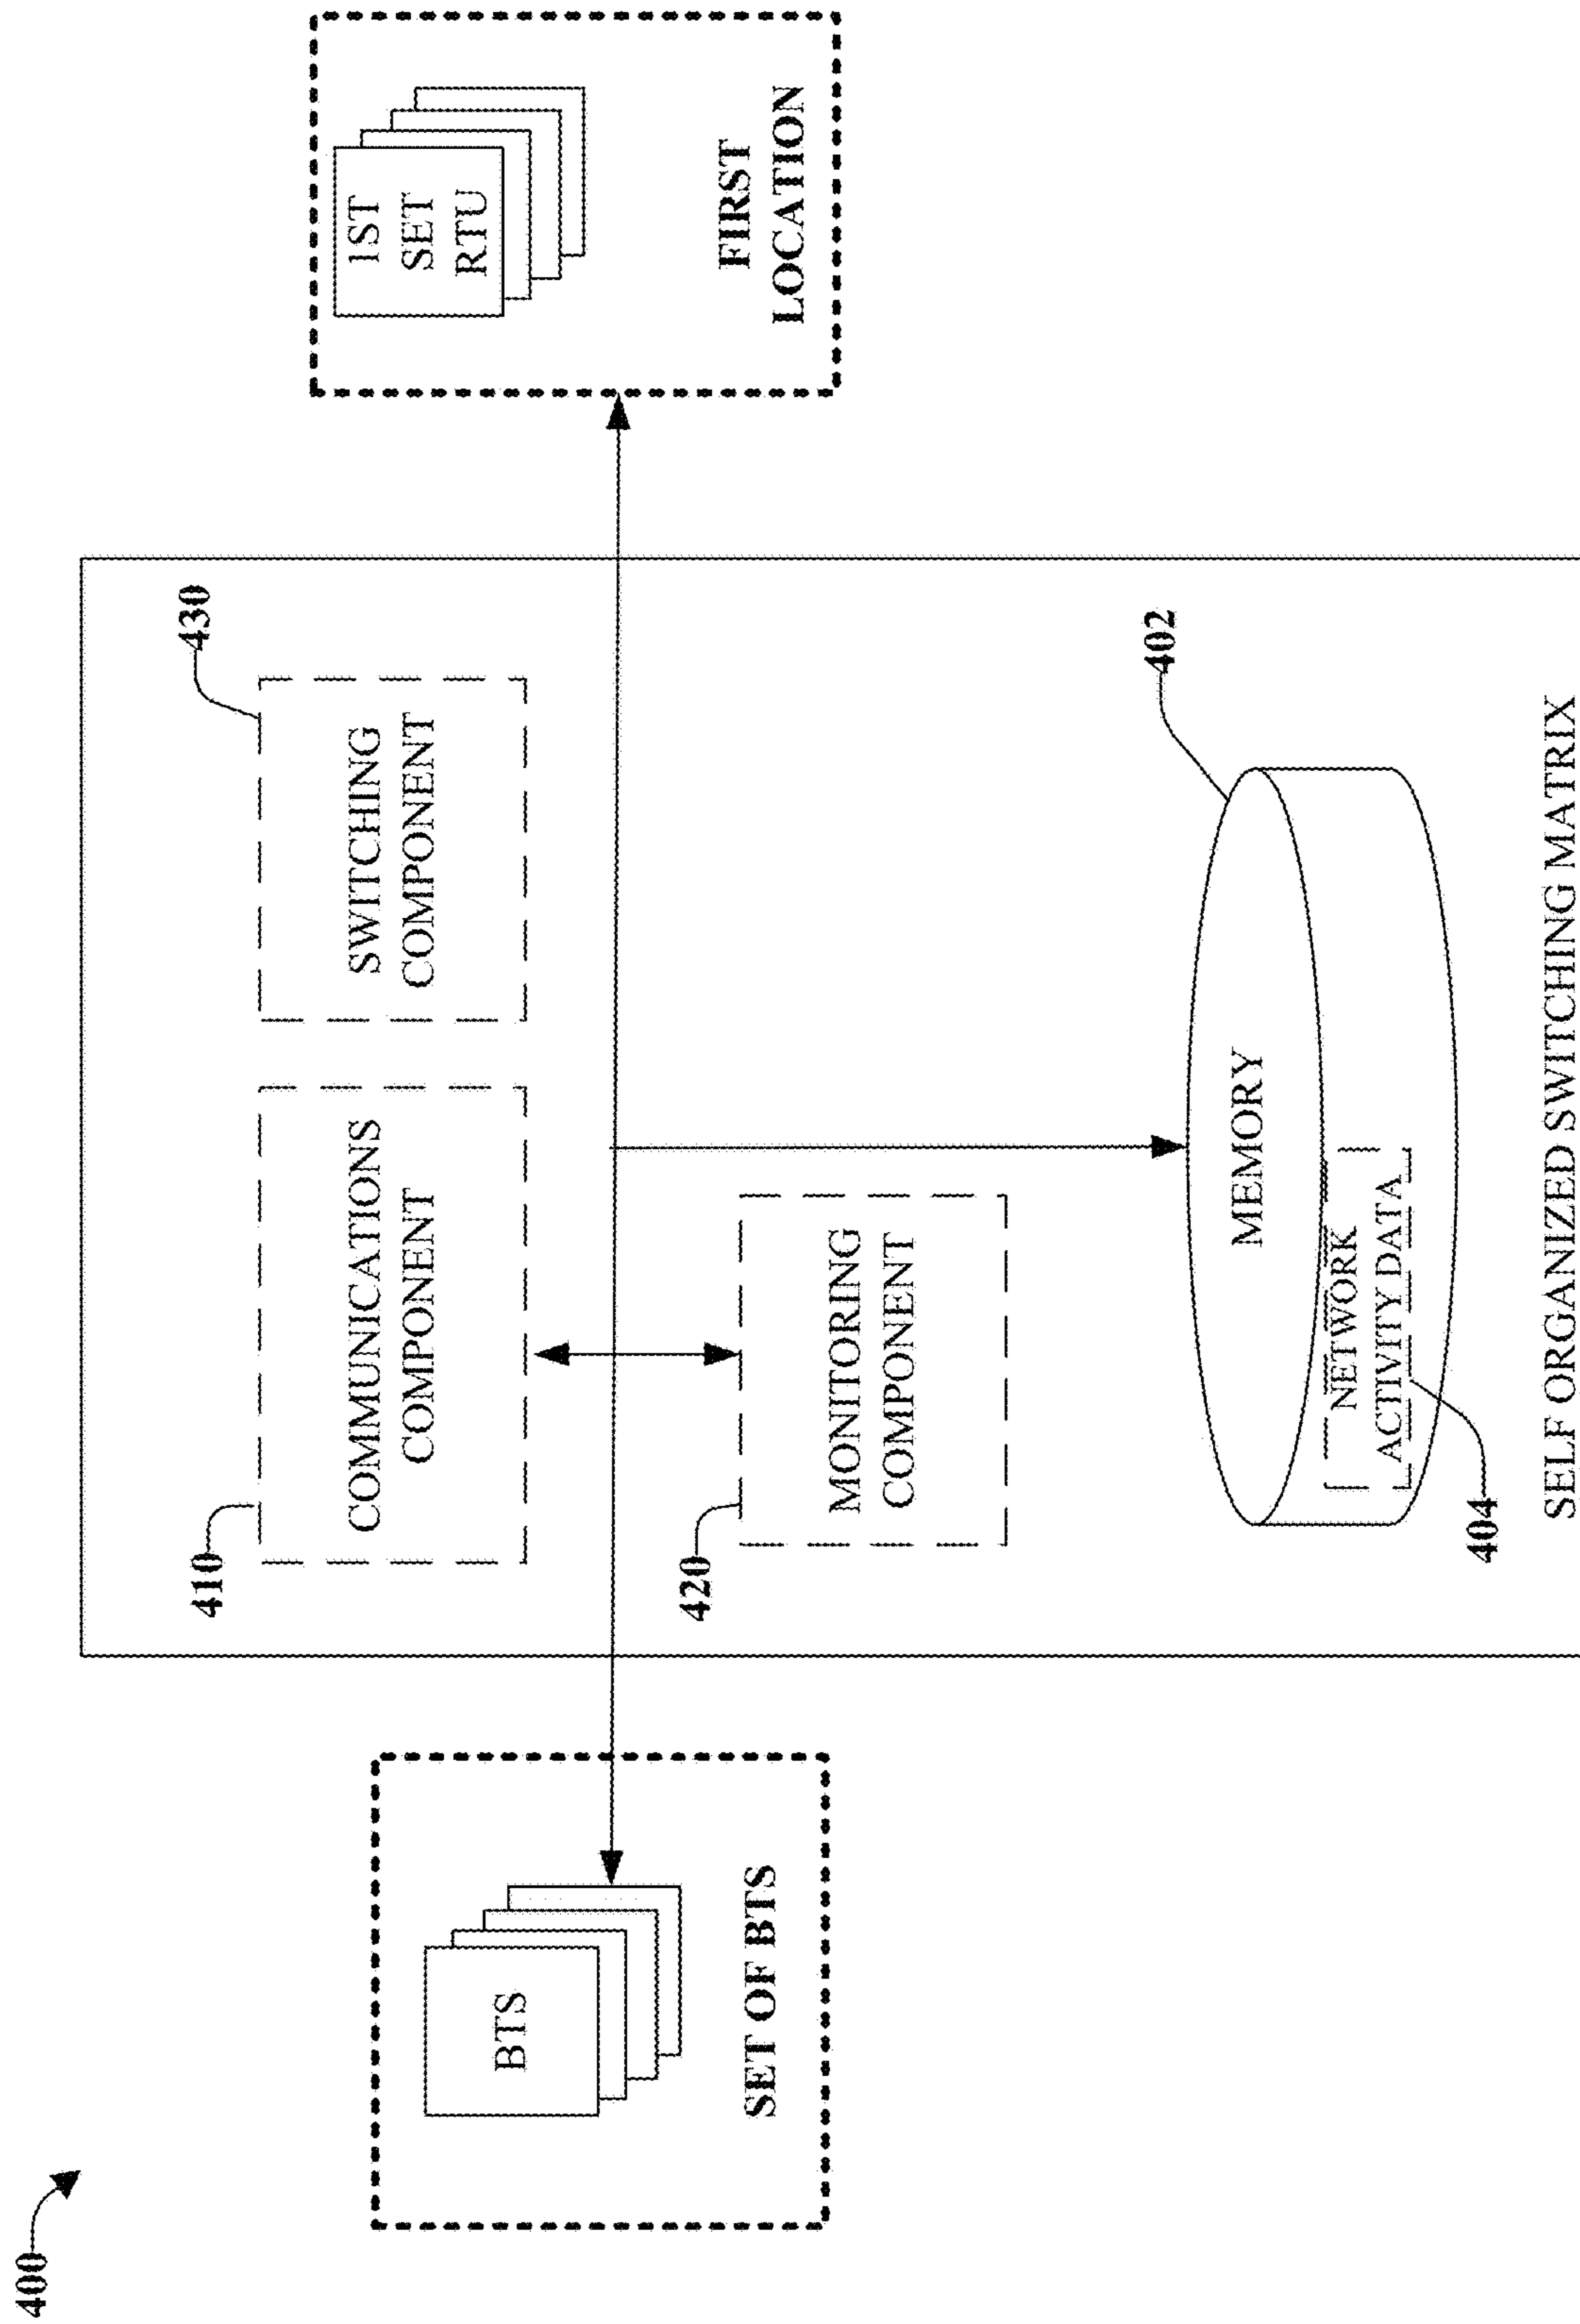 400
410
COMMUNICATIONS
COMPONENT
430
SWITCHING
COMPONENT
1ST
SET
RTU
FIRST
LOCATION
BTS
SET OF BTS
420
MONITORING
COMPONENT
402
MEMORY
NETWORK
ACTIVITY DATA
404
SELF ORGANIZED SWITCHING MATRIX